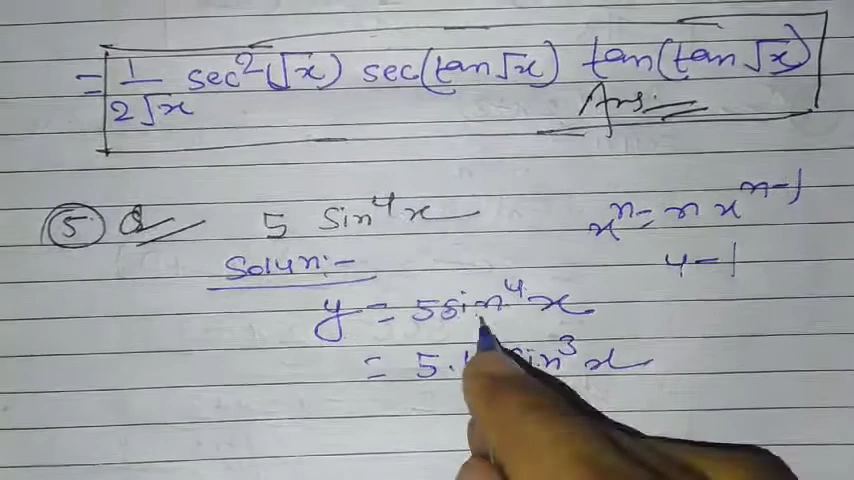 = 1/2√x sec²(√x) sec(tan√x) tan(tan√x)
Ans.
5 Q 5 sin⁴x
xⁿ = n xⁿ⁻¹
Soluⁿ:-
4-1
y = 5sin⁴x
= 5. sin³x